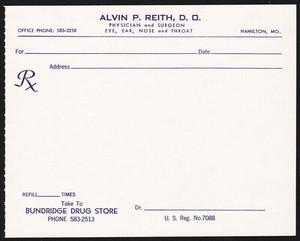 ALVIN P. REITH, D. O.
PHYSICIAN and SURGEON
OFFICE PHONE: 583-2218 EYE, EAR, NOSE and THROAT HAMILTON, MO.
For Date
Address
Rx
REFILL TIMES
Take To
BUNDRIDGE DRUG STORE
PHONE 583-2513
Dr.
U. S. Reg. No. 7088